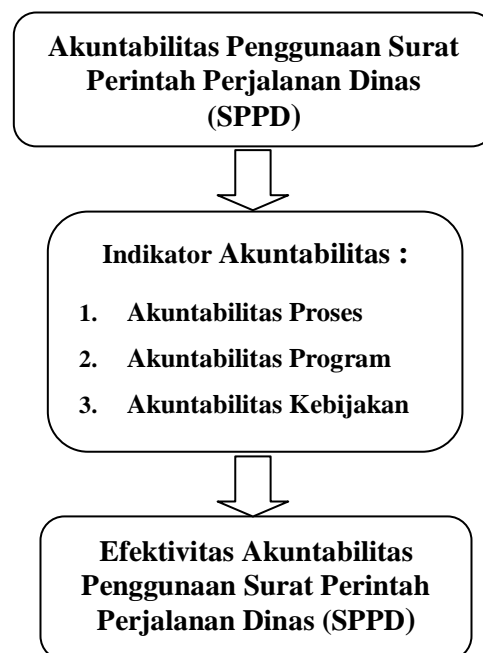 Akuntabilitas Penggunaan Surat
Perintah Perjalanan Dinas
(SPPD)
Indikator Akuntabilitas :
1. Akuntabilitas Proses
2. Akuntabilitas Program
3. Akuntabilitas Kebijakan
Efektivitas Akuntabilitas
Penggunaan Surat Perintah
Perjalanan Dinas (SPPD)